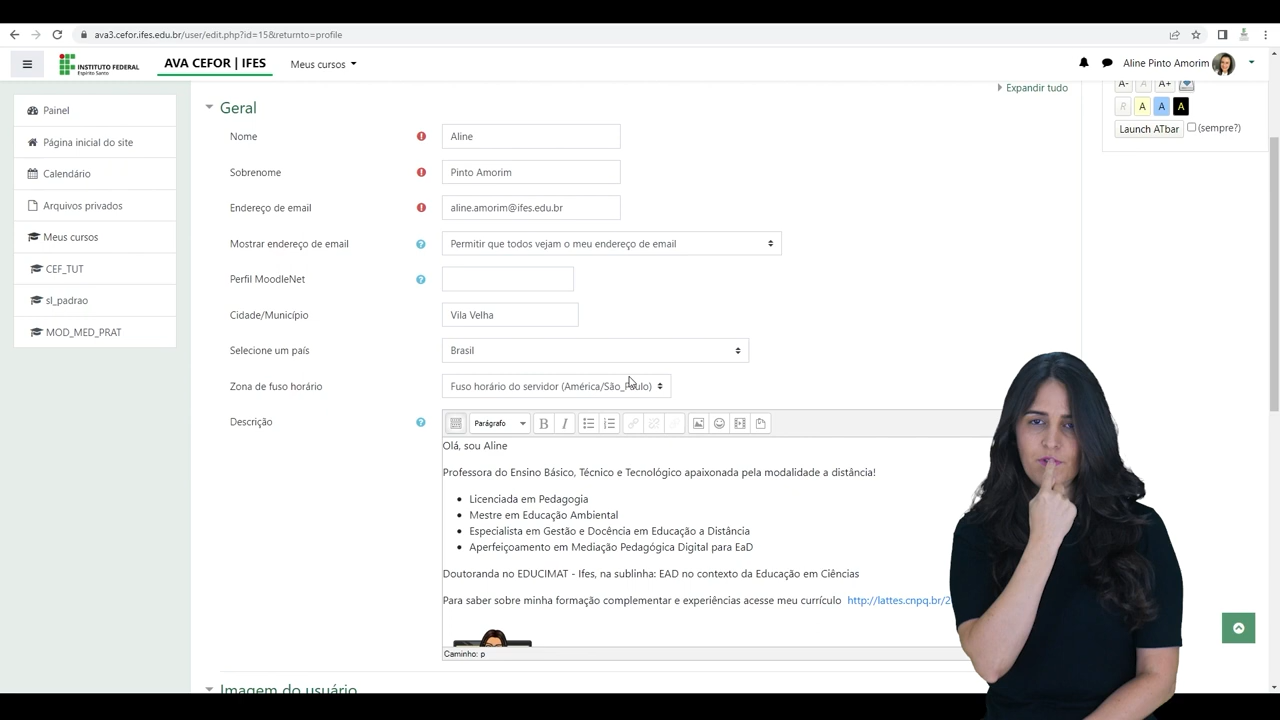 ava3.cefor.ifes.edu.br/user/edit.php?id=15&returnto=profile
INSTITUTO FEDERAL
Espírito Santo
AVA CEFOR | IFES
Meus cursos
Aline Pinto Amorim
Painel
Página inicial do site
Calendário
Arquivos privados
Meus cursos
CEF_TUT
sl_padrao
MOD_MED_PRAT
Expandir tudo
Geral
Nome
Aline
Sobrenome
Pinto Amorim
Endereço de email
aline.amorim@ifes.edu.br
Mostrar endereço de email
Permitir que todos vejam o meu endereço de email
Perfil MoodleNet
Cidade/Município
Vila Velha
Selecione um país
Brasil
Zona de fuso horário
Fuso horário do servidor (América/São_Paulo)
Descrição
Parágrafo B I
Olá, sou Aline
Professora do Ensino Básico, Técnico e Tecnológico apaixonada pela modalidade a distância!
Licenciada em Pedagogia
Mestre em Educação Ambiental
Especialista em Gestão e Docência em Educação a Distância
Aperfeiçoamento em Mediação Pedagógica Digital para EaD
Doutoranda no EDUCIMAT - Ifes, na sublinha: EAD no contexto da Educação em Ciências
Para saber sobre minha formação complementar e experiências acesse meu currículo http://lattes.cnpq.br/2
Caminho: p
Imagem do usuário
A- A A+
R A A A
Launch ATbar (sempre?)